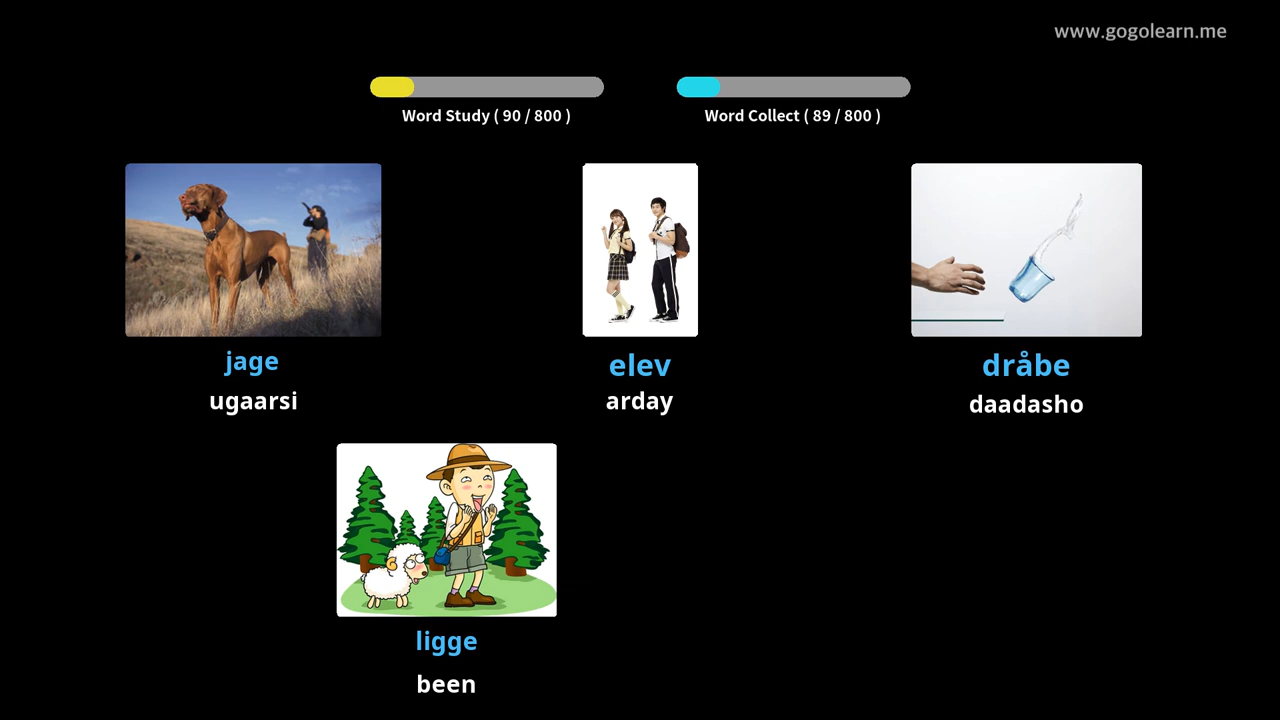 www.gogolearn.me
Word Study ( 90 / 800 )
Word Collect ( 89 / 800 )
jage
ugaarsi
elev
arday
dråbe
daadasho
ligge
been